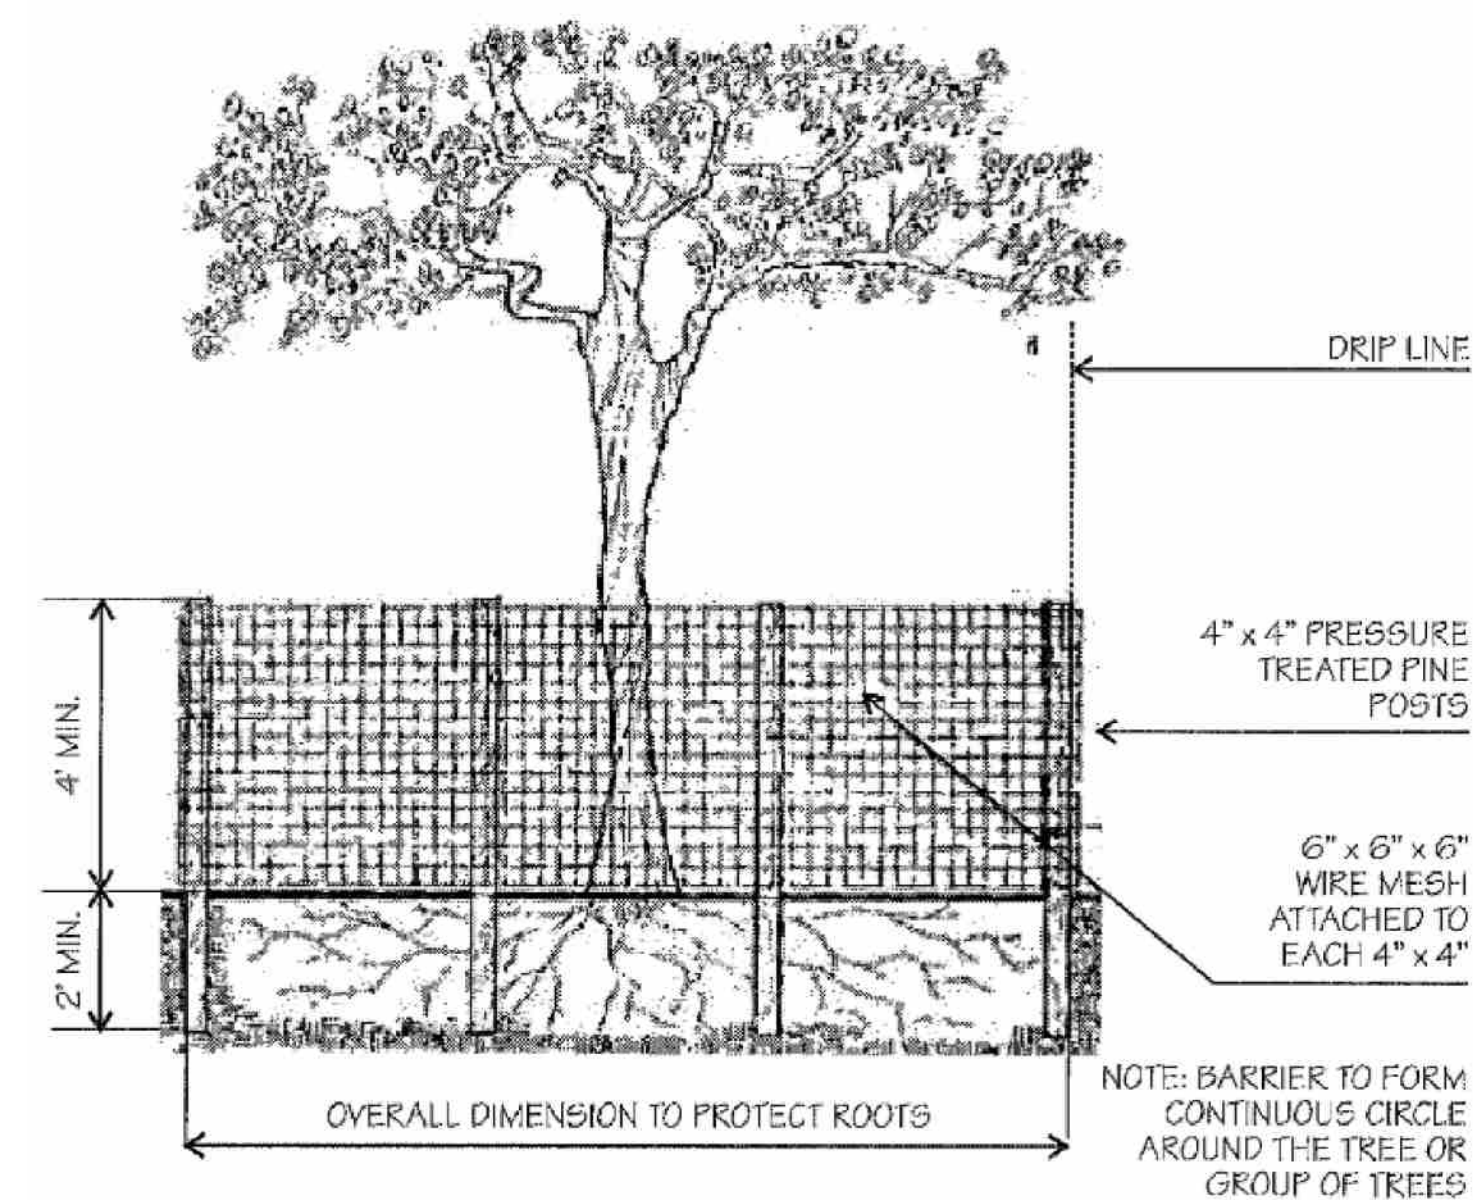 DRIP LINE
4" x 4" PRESSURE
TREATED PINE
POSTS
4' MIN.
6" x 6" x 6"
WIRE MESH
ATTACHED TO
EACH 4" x 4"
2' MIN.
OVERALL DIMENSION TO PROTECT ROOTS
NOTE: BARRIER TO FORM
CONTINUOUS CIRCLE
AROUND THE TREE OR
GROUP OF TREES